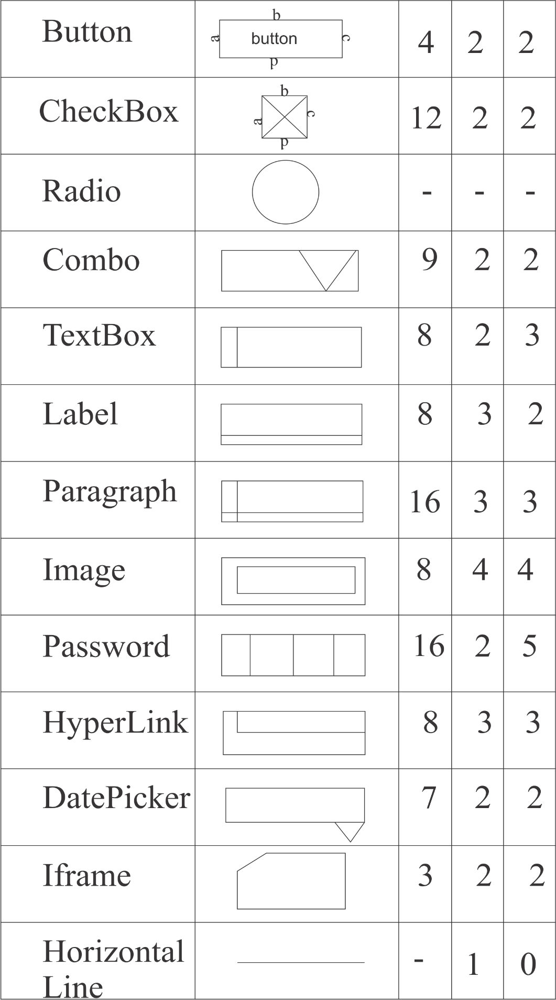 Button b a button c p 4 2 2
CheckBox b a c p 12 2 2
Radio - - -
Combo 9 2 2
TextBox 8 2 3
Label 8 3 2
Paragraph 16 3 3
Image 8 4 4
Password 16 2 5
HyperLink 8 3 3
DatePicker 7 2 2
Iframe 3 2 2
Horizontal - 1 0
Line